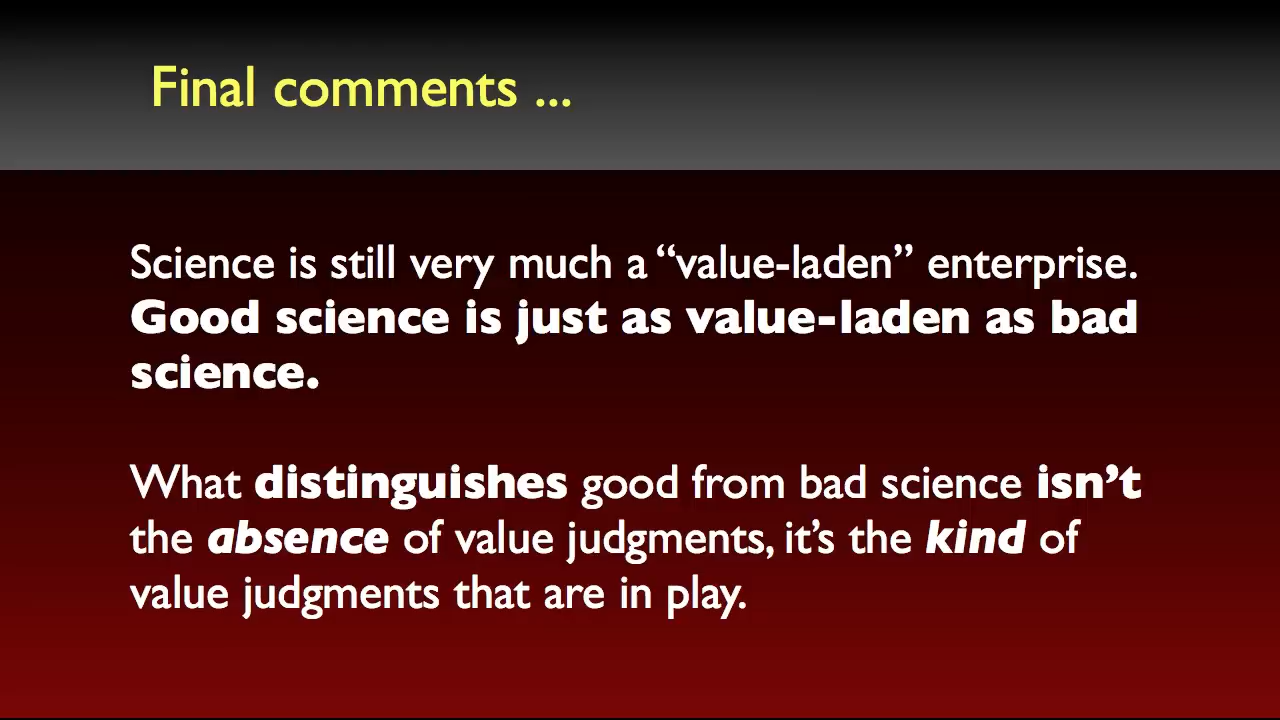 Final comments ...
Science is still very much a “value-laden” enterprise.
Good science is just as value-laden as bad
science.
What distinguishes good from bad science isn’t
the absence of value judgments, it’s the kind of
value judgments that are in play.